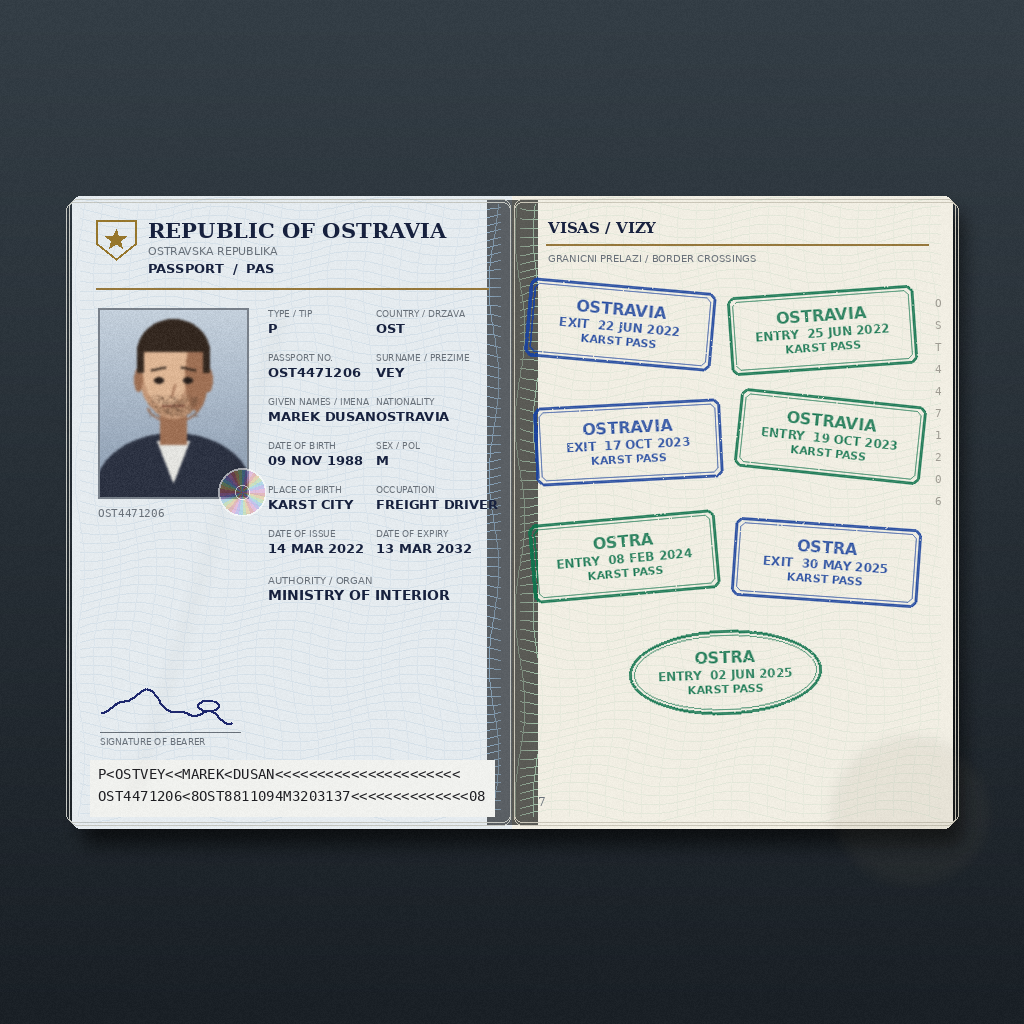 REPUBLIC OF OSTRAVIA
OSTRAVSKA REPUBLIKA
PASSPORT / PAS
TYPE / TIP
COUNTRY / DRZAVA
P
OST
PASSPORT NO.
SURNAME / PREZIME
OST4471206
VEY
GIVEN NAMES / IMENA
NATIONALITY
MAREK DUSAN
OSTRAVIA
DATE OF BIRTH
SEX / POL
09 NOV 1988
M
PLACE OF BIRTH
OCCUPATION
KARST CITY
FREIGHT DRIVER
OST4471206
DATE OF ISSUE
DATE OF EXPIRY
14 MAR 2022
13 MAR 2032
AUTHORITY / ORGAN
MINISTRY OF INTERIOR
SIGNATURE OF BEARER
P<OSTVEY<<MAREK<DUSAN<<<<<<<<<<<<<<<<<<<<<<
OST4471206<8OST8811094M3203137<<<<<<<<<<<<<<08
VISAS / VIZY
GRANICNI PRELAZI / BORDER CROSSINGS
OSTRAVIA
EXIT 22 JUN 2022
KARST PASS
OSTRAVIA
ENTRY 25 JUN 2022
KARST PASS
OSTRAVIA
EXIT 17 OCT 2023
KARST PASS
OSTRAVIA
ENTRY 19 OCT 2023
KARST PASS
OSTRA
ENTRY 08 FEB 2024
KARST PASS
OSTRA
EXIT 30 MAY 2025
KARST PASS
OSTRA
ENTRY 02 JUN 2025
KARST PASS
OST4471206
7